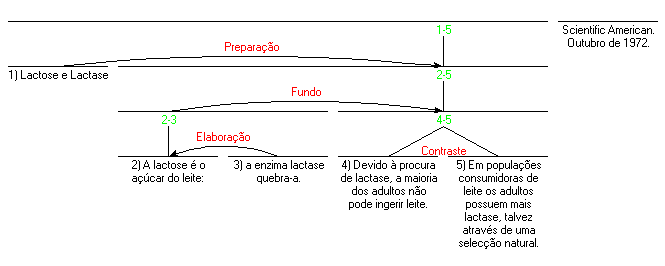 1-5
Scientific American.
Outubro de 1972.
Preparação
1) Lactose e Lactase
2-5
Fundo
2-3
4-5
Elaboração
Contraste
2) A lactose é o
açúcar do leite:
3) a enzima lactase
quebra-a.
4) Devido à procura
de lactase, a maioria
dos adultos não
pode ingerir leite.
5) Em populações
consumidoras de
leite os adultos
possuem mais
lactase, talvez
através de uma
selecção natural.